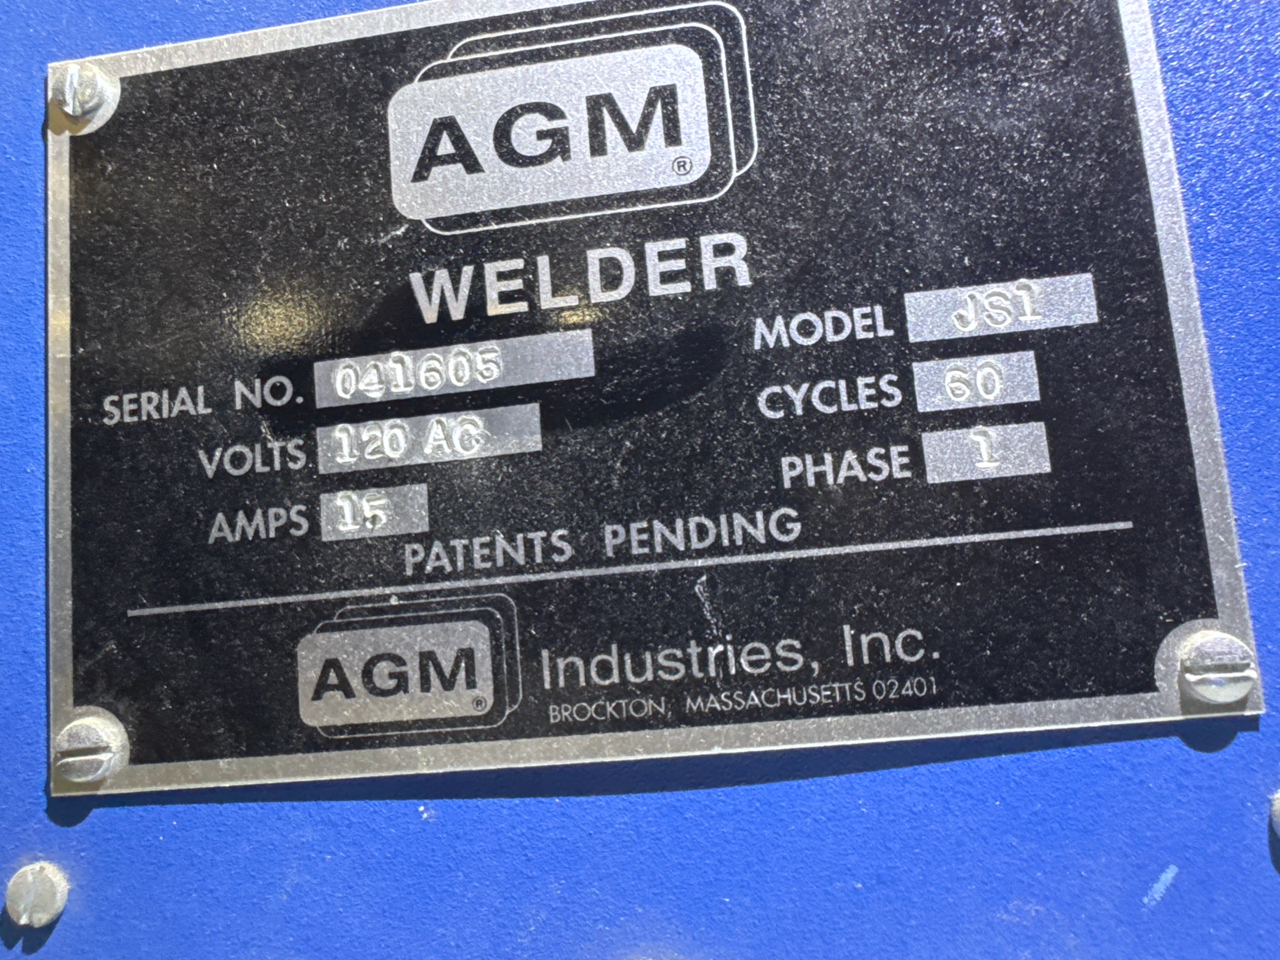 AGM®
WELDER
SERIAL NO. 041605
VOLTS 120 AC
AMPS 15
MODEL JS1
CYCLES 60
PHASE 1
PATENTS PENDING
AGM® Industries, Inc.
BROCKTON, MASSACHUSETTS 02401